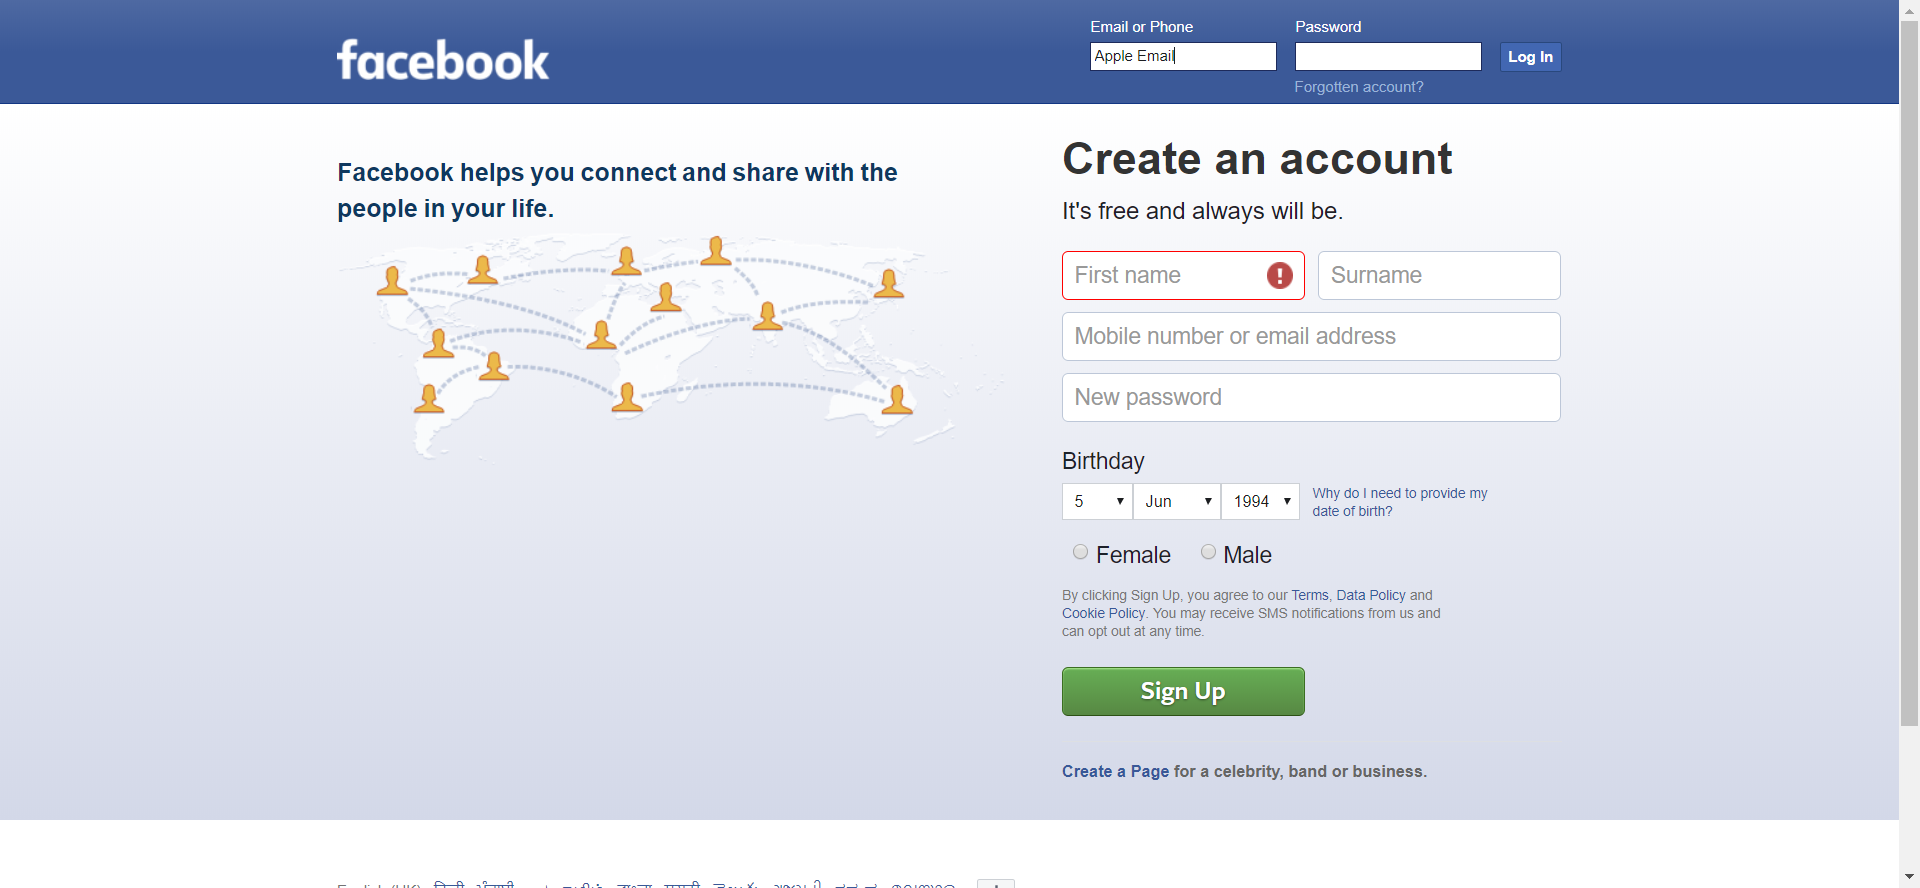 facebook
Email or Phone
Password
Apple Email
Log In
Forgotten account?
Facebook helps you connect and share with the
people in your life.
Create an account
It's free and always will be.
First name
Surname
Mobile number or email address
New password
Birthday
5
Jun
1994
Why do I need to provide my
date of birth?
Female
Male
By clicking Sign Up, you agree to our Terms, Data Policy and
Cookie Policy. You may receive SMS notifications from us and
can opt out at any time.
Sign Up
Create a Page for a celebrity, band or business.